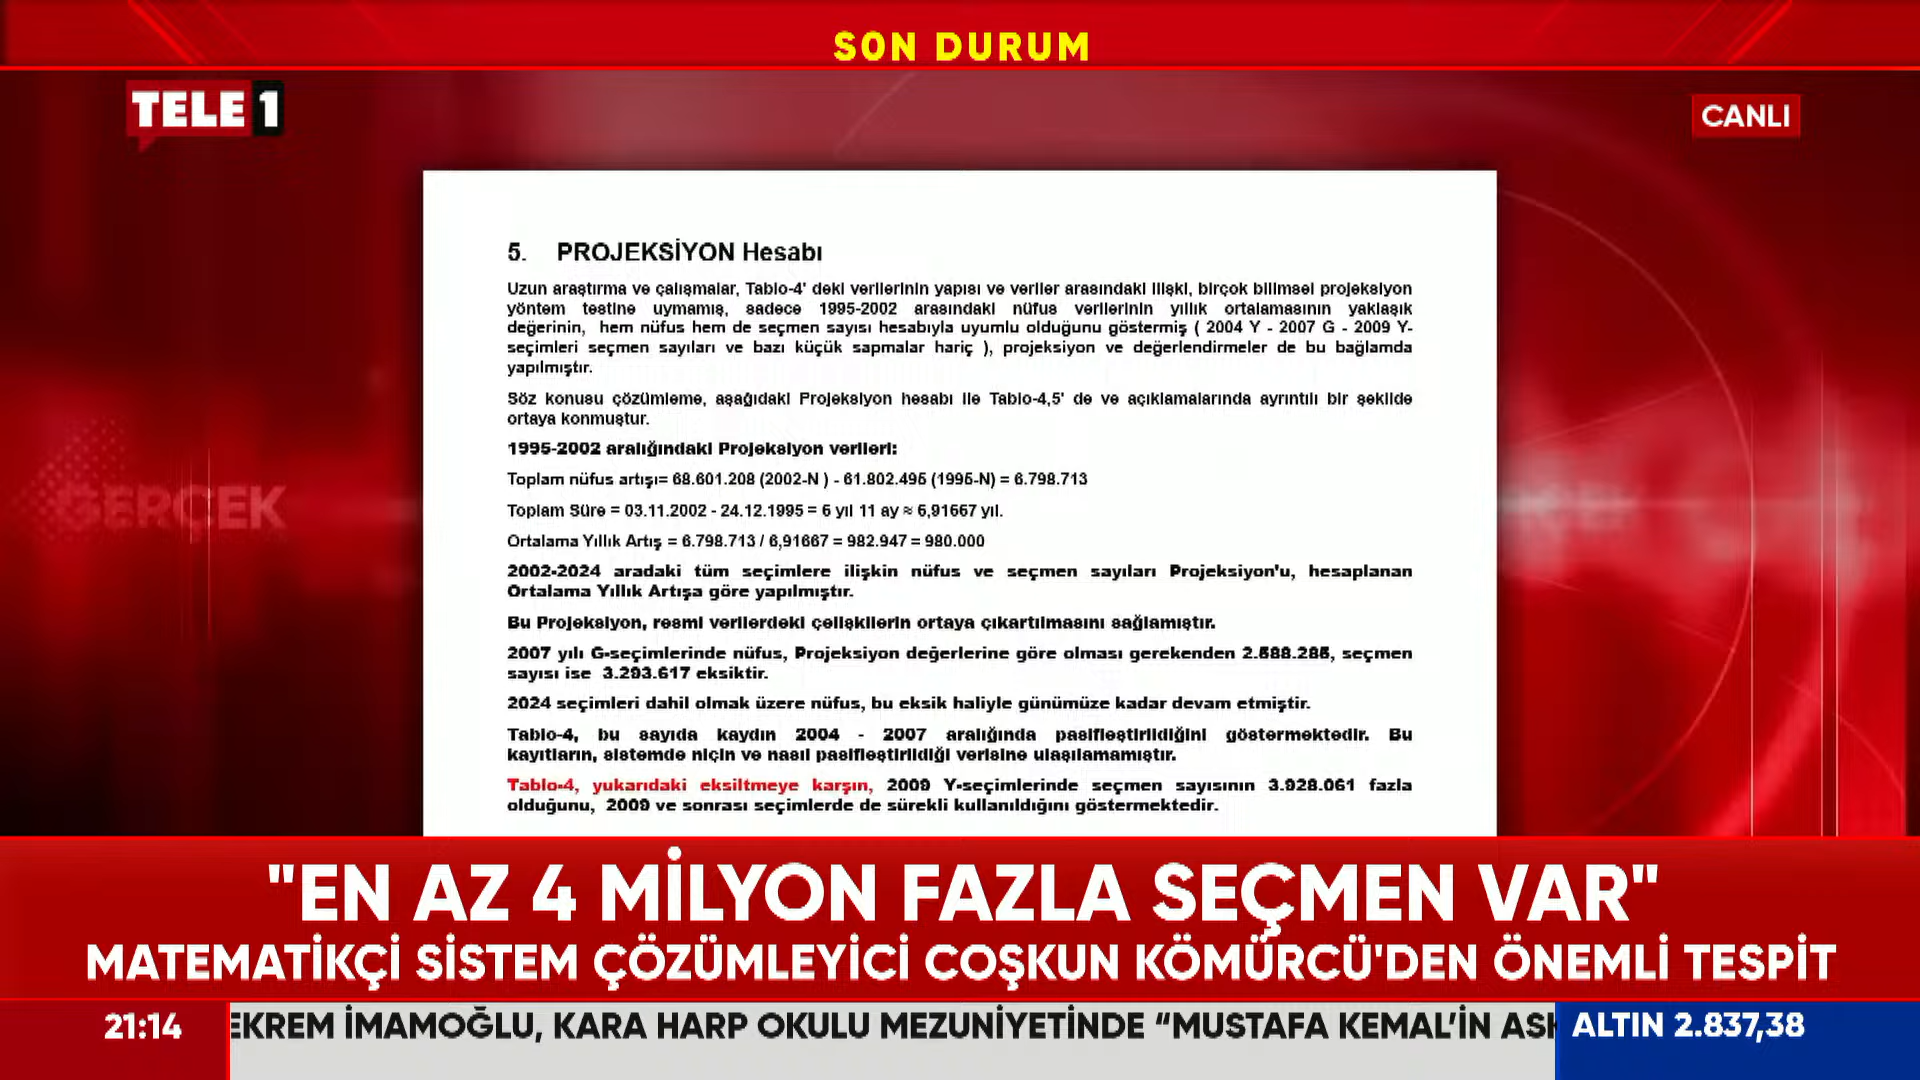 SON DURUM
TELE 1
CANLI
5. PROJEKSİYON Hesabı
Uzun araştırma ve çalışmalar, Tablo-4' deki verilerinin yapısı ve veriler arasındaki ilişki, birçok bilimsel projeksiyon
yöntem testine uymamış, sadece 1995-2002 arasındaki nüfus verilerinin yıllık ortalamasının yaklaşık
değerinin, hem nüfus hem de seçmen sayısı hesabıyla uyumlu olduğunu göstermiş ( 2004 Y - 2007 G - 2009 Y-
seçimleri seçmen sayıları ve bazı küçük sapmalar hariç ), projeksiyon ve değerlendirmeler de bu bağlamda
yapılmıştır.
Söz konusu çözümleme, aşağıdaki Projeksiyon hesabı ile Tablo-4,5' de ve açıklamalarında ayrıntılı bir şekilde
ortaya konmuştur.
1995-2002 aralığındaki Projeksiyon verileri:
Toplam nüfus artışı= 68.601.208 (2002-N ) - 61.802.495 (1995-N) = 6.798.713
Toplam Süre = 03.11.2002 - 24.12.1995 = 6 yıl 11 ay ≈ 6,91667 yıl.
Ortalama Yıllık Artış = 6.798.713 / 6,91667 = 982.947 = 980.000
2002-2024 aradaki tüm seçimlere ilişkin nüfus ve seçmen sayıları Projeksiyon'u, hesaplanan
Ortalama Yıllık Artışa göre yapılmıştır.
Bu Projeksiyon, resmi verilerdeki çelişkilerin ortaya çıkartılmasını sağlamıştır.
2007 yılı G-seçimlerinde nüfus, Projeksiyon değerlerine göre olması gerekenden 2.588.285, seçmen
sayısı ise 3.293.617 eksiktir.
2024 seçimleri dahil olmak üzere nüfus, bu eksik haliyle günümüze kadar devam etmiştir.
Tablo-4, bu sayıda kaydın 2004 - 2007 aralığında pasifleştirildiğini göstermektedir. Bu
kayıtların, sistemde niçin ve nasıl pasifleştirildiği verisine ulaşılamamıştır.
Tablo-4, yukarıdaki eksiltmeye karşın, 2009 Y-seçimlerinde seçmen sayısının 3.928.061 fazla
olduğunu, 2009 ve sonrası seçimlerde de sürekli kullanıldığını göstermektedir.
GERÇEK
"EN AZ 4 MİLYON FAZLA SEÇMEN VAR"
MATEMATİKÇİ SİSTEM ÇÖZÜMLEYİCİ COŞKUN KÖMÜRCÜ'DEN ÖNEMLİ TESPİT
21:14 EKREM İMAMOĞLU, KARA HARP OKULU MEZUNİYETİNDE “MUSTAFA KEMAL’İN ASK ALTIN 2.837,38